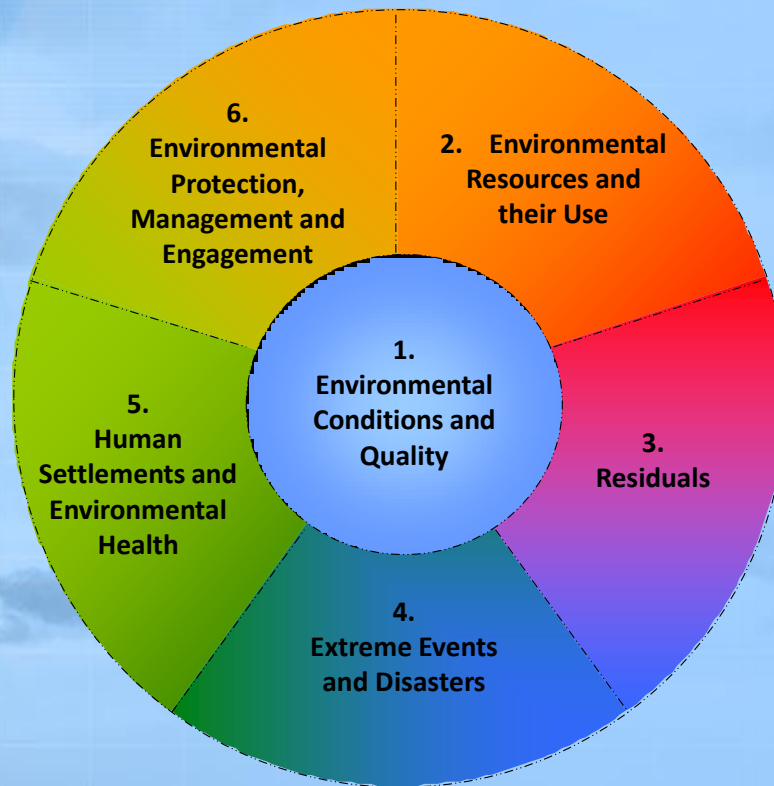 1.
Environmental
Conditions and
Quality
2. Environmental
Resources and
their Use
3.
Residuals
4.
Extreme Events
and Disasters
5.
Human
Settlements and
Environmental
Health
6.
Environmental
Protection,
Management and
Engagement